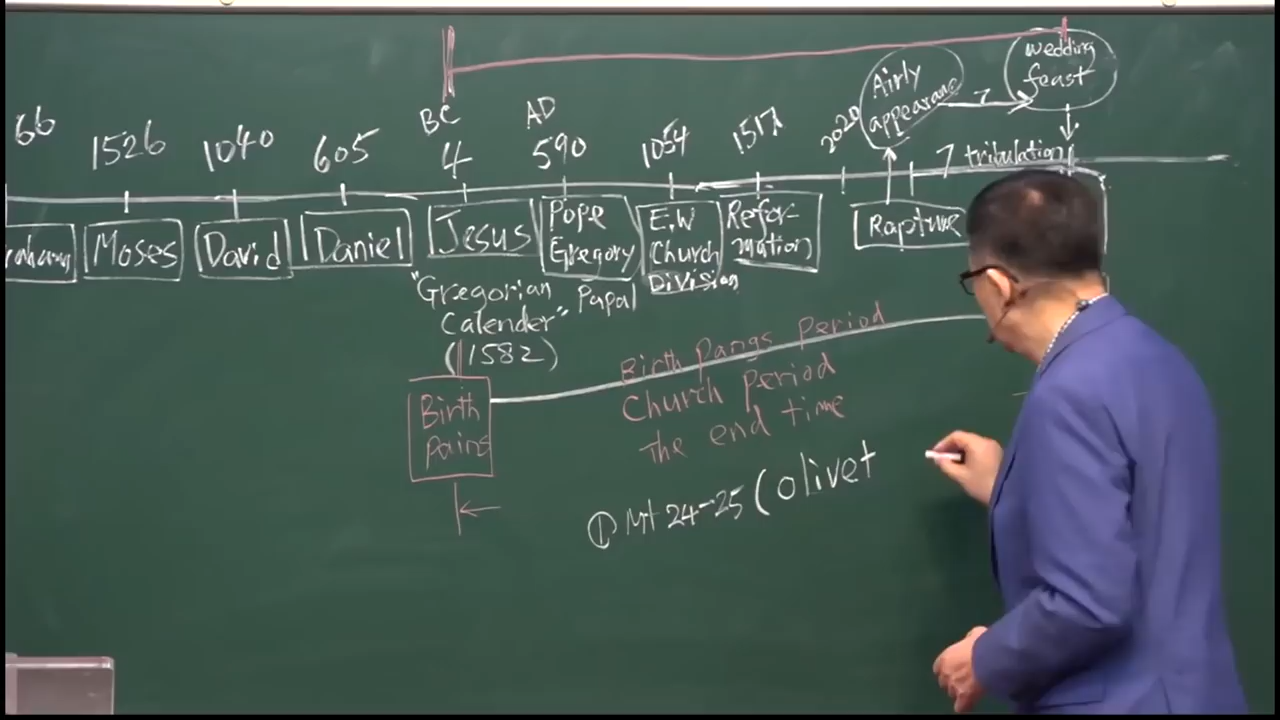 wedding
feast
Airly
appearance
7
BC
AD
66
1526
1040
605
4
590
1054
1517
2020
7 tribulation
Moses
David
Daniel
Jesus
Pope
Gregory
Papal
E.W
Church
Division
Refor-
mation
Rapture
"Gregorian
Calender"
(1582)
Birth
pains
Birth Pangs Period
Church Period
The end time
① Mt 24-25 (olivet